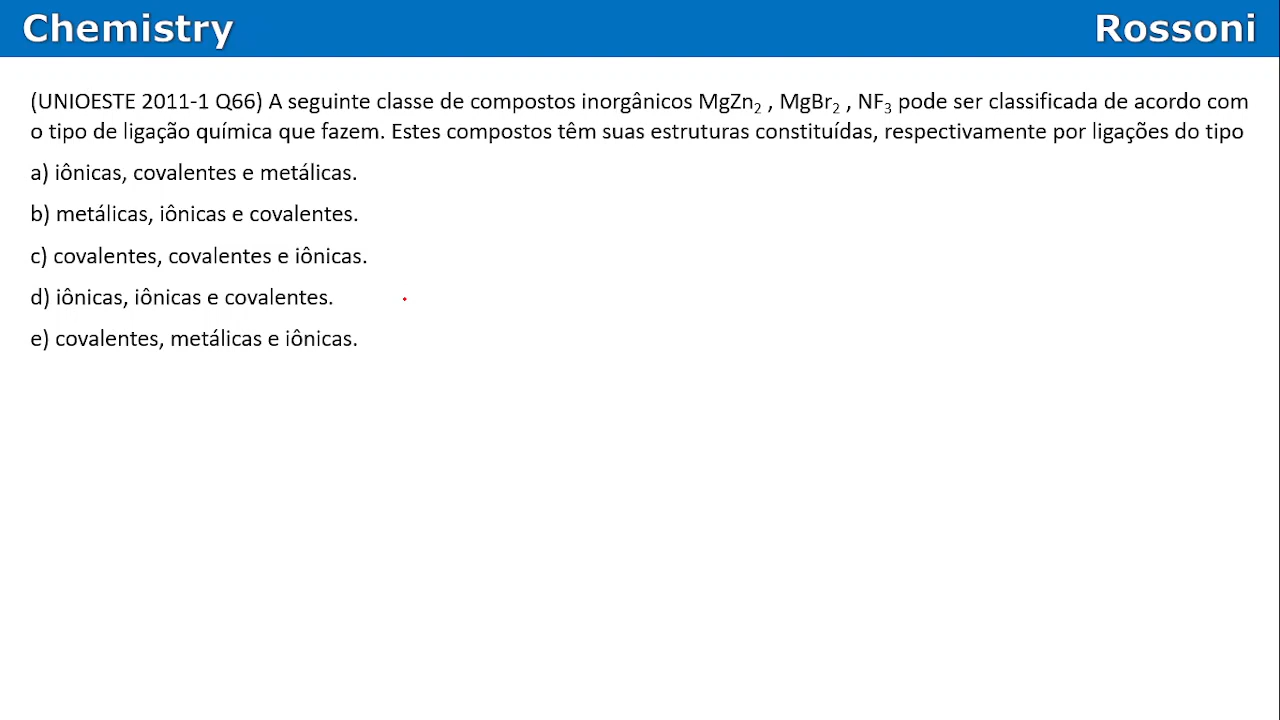 Chemistry Rossoni
(UNIOESTE 2011-1 Q66) A seguinte classe de compostos inorgânicos MgZn₂ , MgBr₂ , NF₃ pode ser classificada de acordo com
o tipo de ligação química que fazem. Estes compostos têm suas estruturas constituídas, respectivamente por ligações do tipo
a) iônicas, covalentes e metálicas.
b) metálicas, iônicas e covalentes.
c) covalentes, covalentes e iônicas.
d) iônicas, iônicas e covalentes.
e) covalentes, metálicas e iônicas.